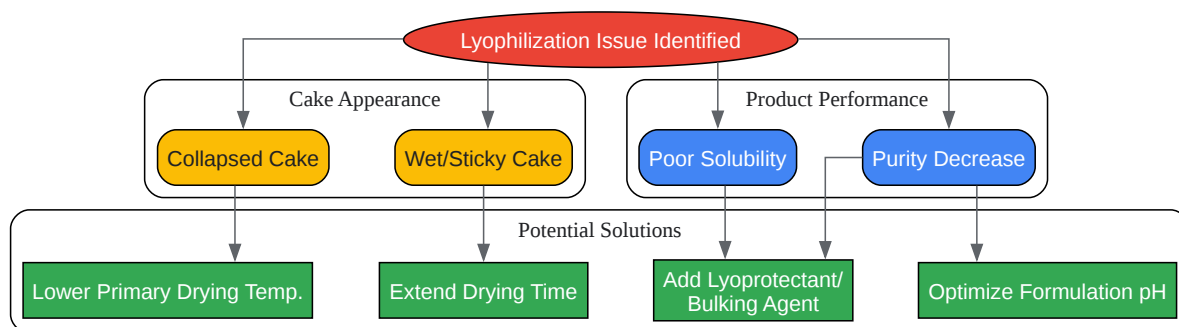 Lyophilization Issue Identified
Cake Appearance
Product Performance
Collapsed Cake
Wet/Sticky Cake
Poor Solubility
Purity Decrease
Potential Solutions
Lower Primary Drying Temp.
Extend Drying Time
Add Lyoprotectant/
Bulking Agent
Optimize Formulation pH